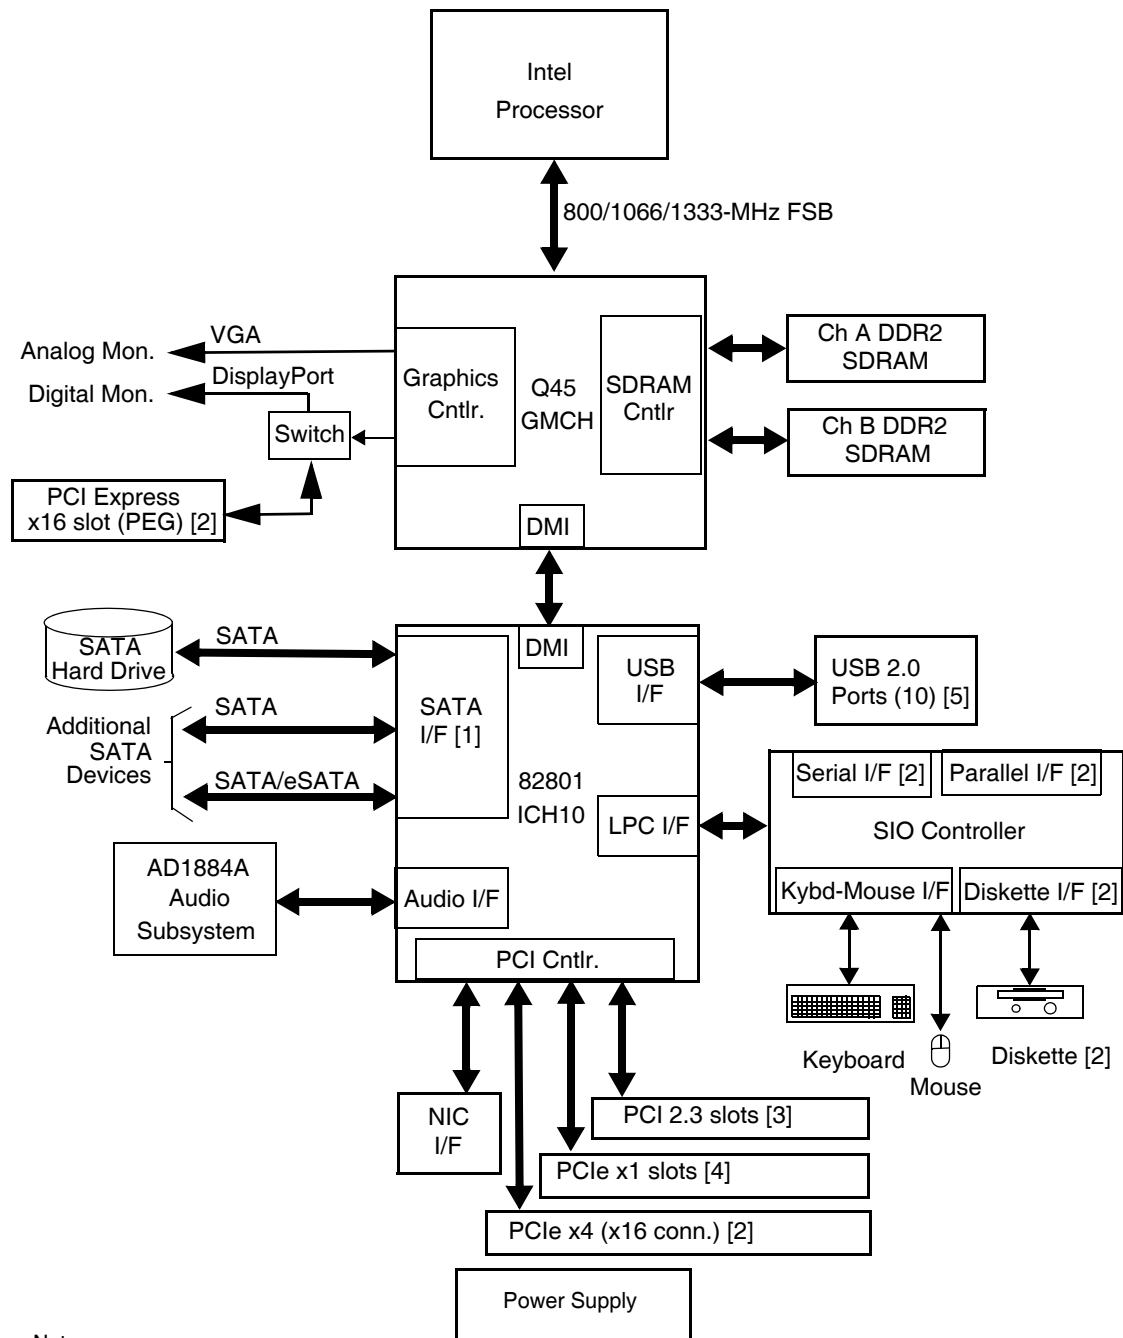 Intel
Processor
800/1066/1333-MHz FSB
VGA
Analog Mon.
DisplayPort
Digital Mon.
Switch
Graphics
Cntlr.
Q45
GMCH
SDRAM
Cntlr
Ch A DDR2
SDRAM
Ch B DDR2
SDRAM
PCI Express
x16 slot (PEG) [2]
DMI
DMI
SATA
Hard Drive
SATA
SATA
SATA/eSATA
Additional
SATA
Devices
SATA
I/F [1]
82801
ICH10
USB
I/F
USB 2.0
Ports (10) [5]
LPC I/F
Serial I/F [2]
Parallel I/F [2]
SIO Controller
Kybd-Mouse I/F
Diskette I/F [2]
AD1884A
Audio
Subsystem
Audio I/F
PCI Cntlr.
Keyboard
Mouse
Diskette [2]
NIC
I/F
PCI 2.3 slots [3]
PCIe x1 slots [4]
PCIe x4 (x16 conn.) [2]
Power Supply